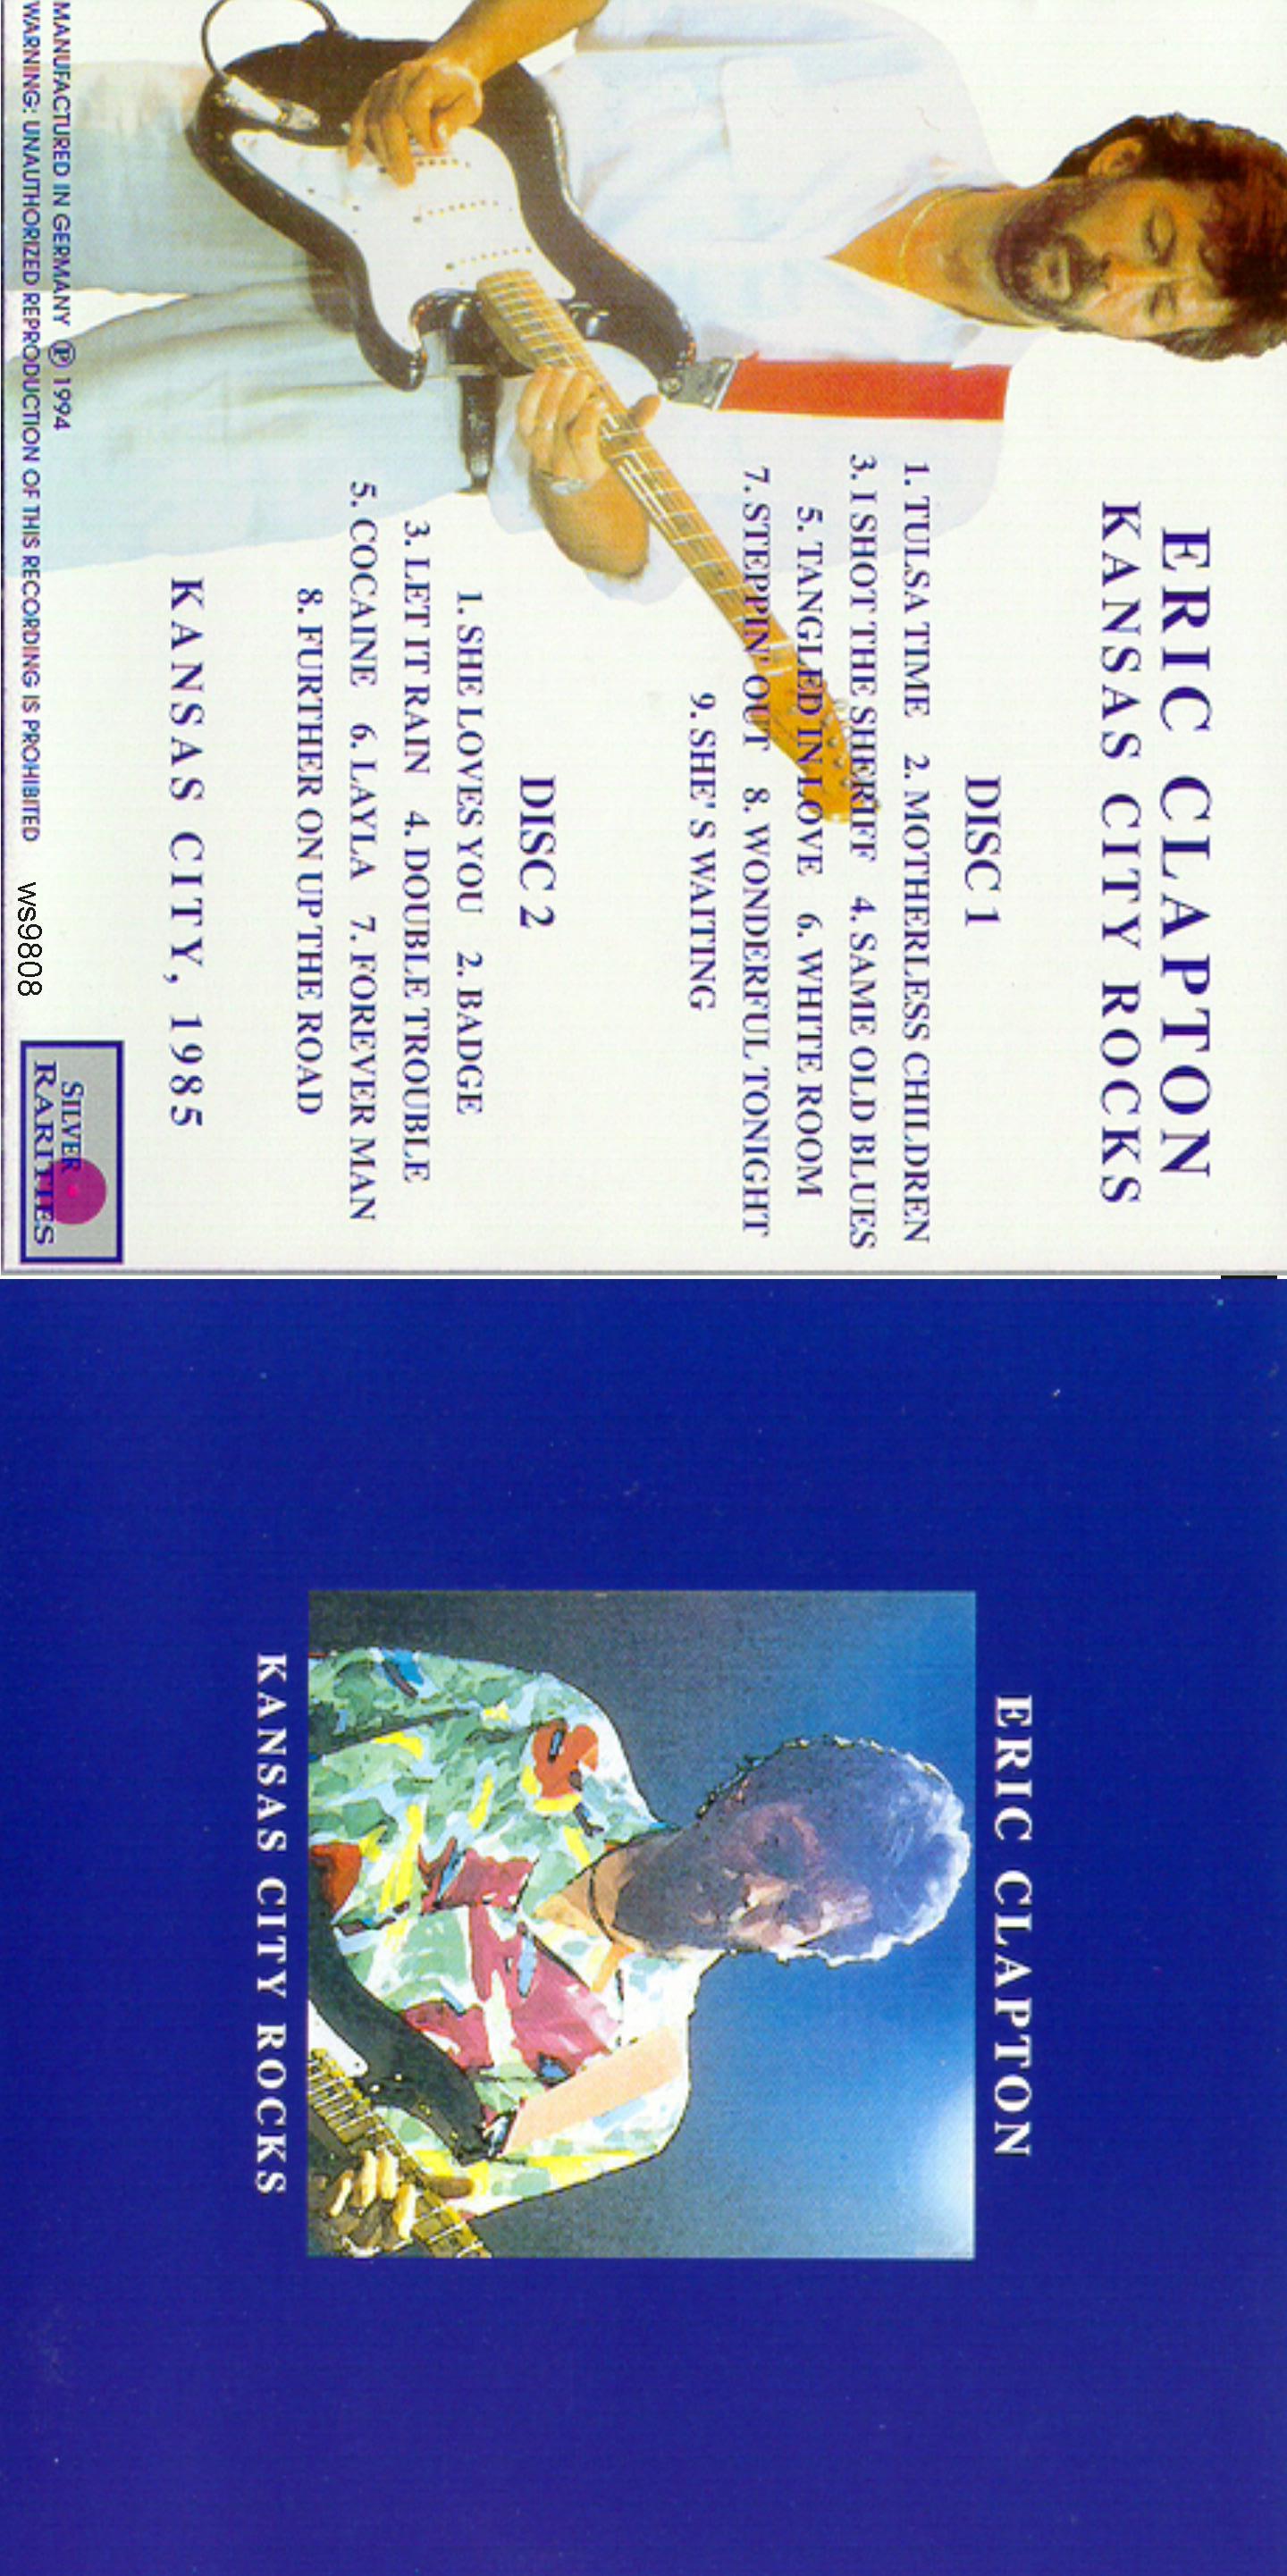 ERIC CLAPTON
KANSAS CITY ROCKS
DISC 1
1. TULSA TIME 2. MOTHERLESS CHILDREN
3. I SHOT THE SHERIFF 4. SAME OLD BLUES
5. TANGLED IN LOVE 6. WHITE ROOM
7. STEPPIN' OUT 8. WONDERFUL TONIGHT
9. SHE'S WAITING
DISC 2
1. SHE LOVES YOU 2. BADGE
3. LET IT RAIN 4. DOUBLE TROUBLE
5. COCAINE 6. LAYLA 7. FOREVER MAN
8. FURTHER ON UP THE ROAD
KANSAS CITY, 1985
MANUFACTURED IN GERMANY ℗ 1994
WARNING: UNAUTHORIZED REPRODUCTION OF THIS RECORDING IS PROHIBITED
ws9808
SILVER
RARITIES
ERIC CLAPTON
KANSAS CITY ROCKS